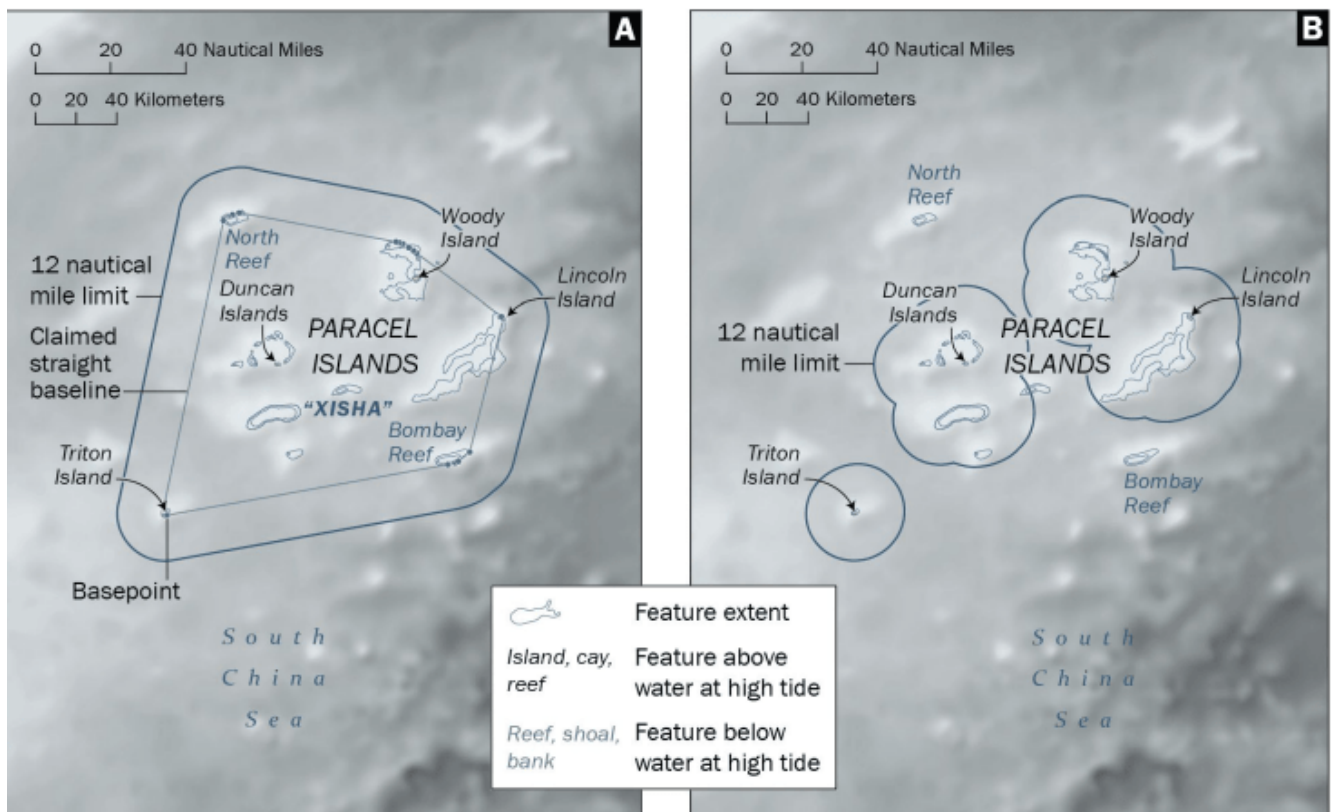 A
0 20 40 Nautical Miles
0 20 40 Kilometers
Woody
Island
North
Reef
12 nautical
mile limit
Duncan
Islands
Lincoln
Island
PARACEL
ISLANDS
Claimed
straight
baseline
"XISHA"
Bombay
Reef
Triton
Island
Basepoint
South
China
Sea
B
0 20 40 Nautical Miles
0 20 40 Kilometers
North
Reef
Woody
Island
Duncan
Islands
Lincoln
Island
12 nautical
mile limit
PARACEL
ISLANDS
Triton
Island
Bombay
Reef
South
China
Sea
Feature extent
Island, cay,
reef
Feature above
water at high tide
Reef, shoal,
bank
Feature below
water at high tide